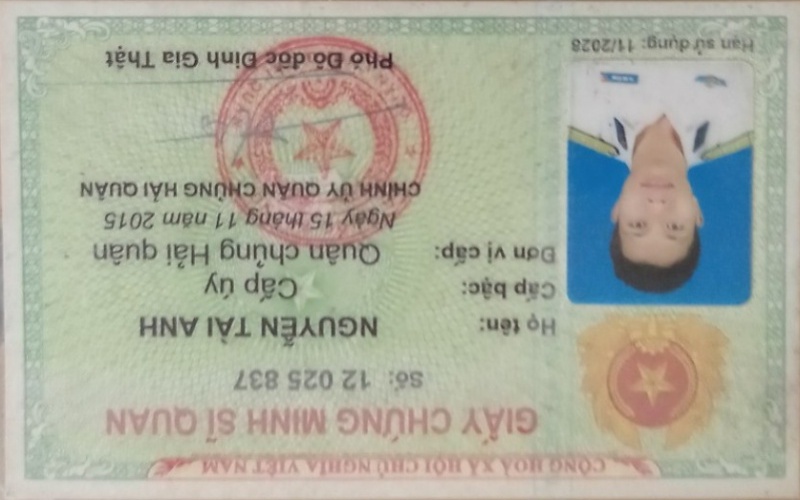 CỘNG HOÀ XÃ HỘI CHỦ NGHĨA VIỆT NAM
GIẤY CHỨNG MINH SĨ QUAN
Số: 12 025 837
Họ tên: NGUYỄN TÀI ANH
Cấp bậc: Cấp úy
Đơn vị cấp: Quân chủng Hải quân
Ngày 15 tháng 11 năm 2015
CHÍNH ỦY QUÂN CHỦNG HẢI QUÂN
Phó Đô đốc Đinh Gia Thật
Hạn sử dụng: 11/2028